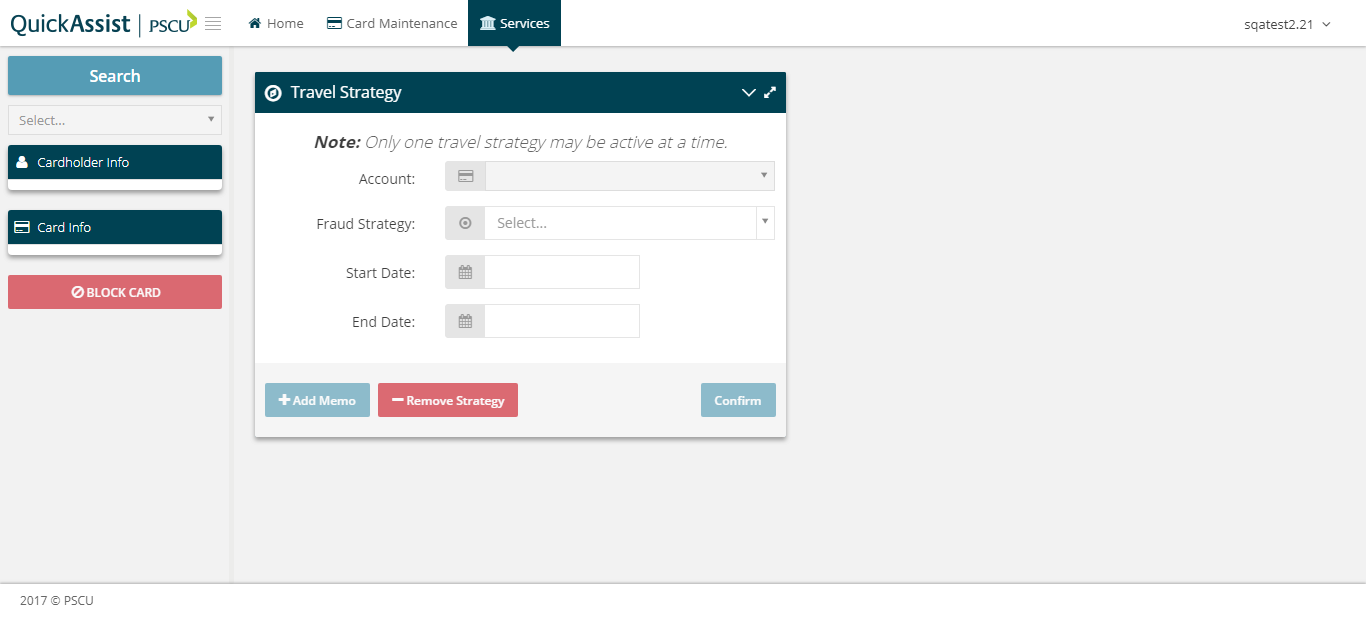 QuickAssist | PSCU
Home
Card Maintenance
Services
sqatest2.21
Search
Select...
Cardholder Info
Card Info
BLOCK CARD
Travel Strategy
Note: Only one travel strategy may be active at a time.
Account:
Fraud Strategy: Select...
Start Date:
End Date:
Add Memo
Remove Strategy
Confirm
2017 © PSCU